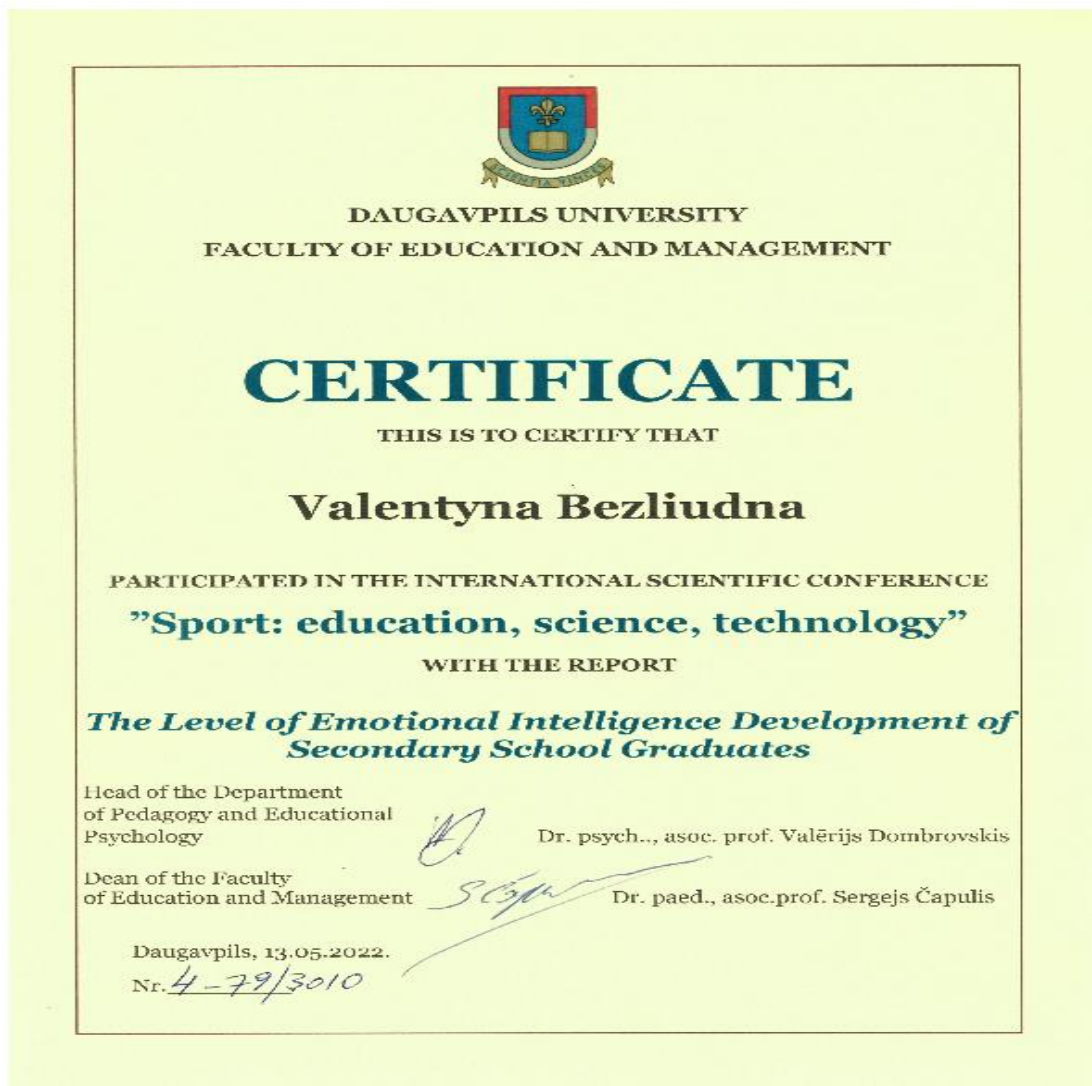 SCIENTIA VINCES
DAUGAVPILS UNIVERSITY
FACULTY OF EDUCATION AND MANAGEMENT
CERTIFICATE
THIS IS TO CERTIFY THAT
Valentyna Bezliudna
PARTICIPATED IN THE INTERNATIONAL SCIENTIFIC CONFERENCE
”Sport: education, science, technology”
WITH THE REPORT
The Level of Emotional Intelligence Development of
Secondary School Graduates
Head of the Department
of Pedagogy and Educational
Psychology
Dr. psych.., asoc. prof. Valērijs Dombrovskis
Dean of the Faculty
of Education and Management
Dr. paed., asoc.prof. Sergejs Čapulis
Daugavpils, 13.05.2022.
Nr. 4-79/3010